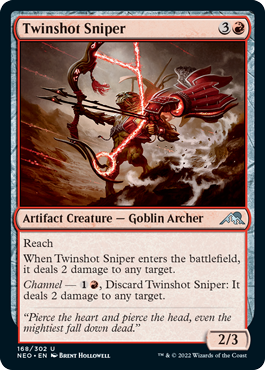 Twinshot Sniper 3
Artifact Creature — Goblin Archer
Reach
When Twinshot Sniper enters the battlefield,
it deals 2 damage to any target.
Channel — 1 , Discard Twinshot Sniper: It
deals 2 damage to any target.
“Pierce the heart and pierce the head, even the
mightiest fall down dead.”
2/3
168/302 U
NEO • EN Brent Hollowell
™ & © 2022 Wizards of the Coast